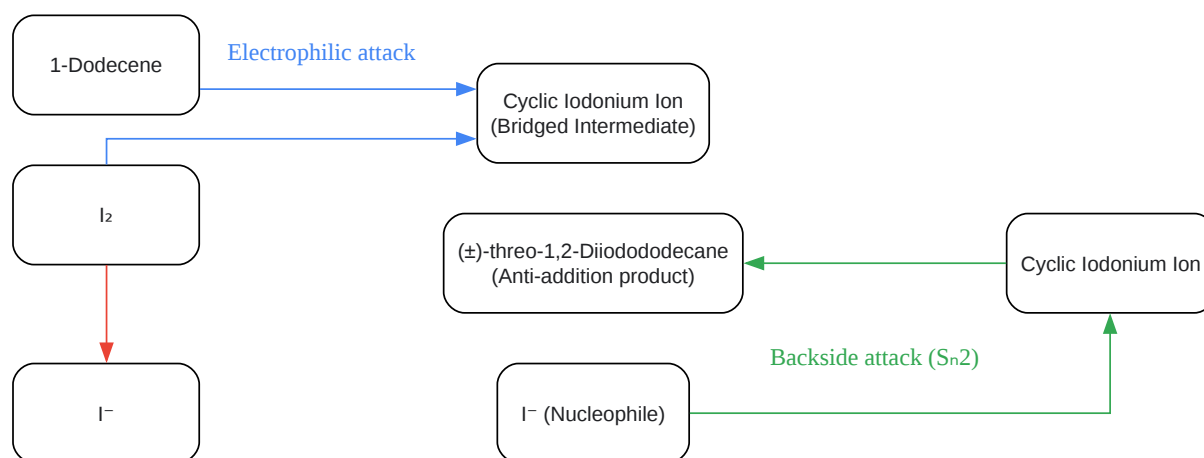 1-Dodecene
Electrophilic attack
Cyclic Iodonium Ion
(Bridged Intermediate)
I₂
(±)-threo-1,2-Diiodododecane
(Anti-addition product)
Cyclic Iodonium Ion
Backside attack (Sₙ2)
I⁻
I⁻ (Nucleophile)